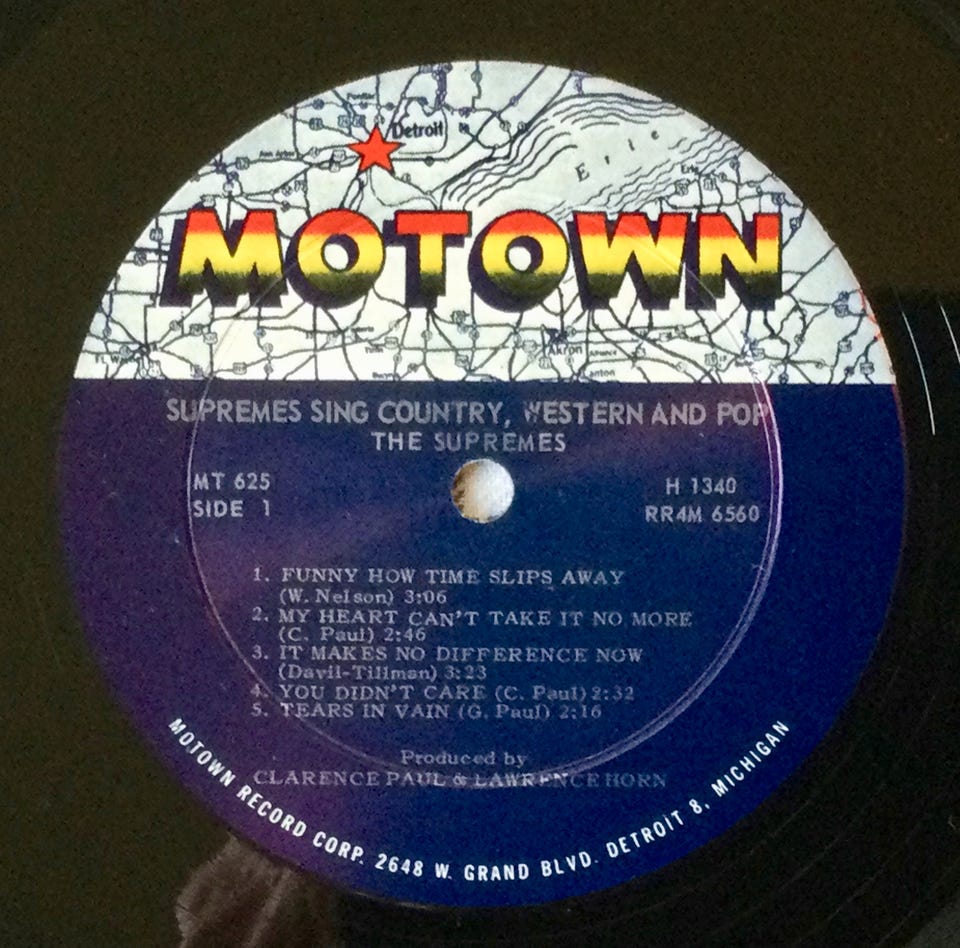 Detroit
Erie
Erie
MOTOWN
Akron
SUPREMES SING COUNTRY, WESTERN AND POP
THE SUPREMES
MT 625
SIDE 1
H 1340
RR4M 6560
1. FUNNY HOW TIME SLIPS AWAY
(W. Nelson) 3:06
2. MY HEART CAN'T TAKE IT NO MORE
(C. Paul) 2:46
3. IT MAKES NO DIFFERENCE NOW
(Davil-Tillman) 3:23
4. YOU DIDN'T CARE (C. Paul) 2:32
5. TEARS IN VAIN (G. Paul) 2:16
Produced by
CLARENCE PAUL & LAWRENCE HORN
MOTOWN RECORD CORP. 2648 W. GRAND BLVD. DETROIT 8, MICHIGAN